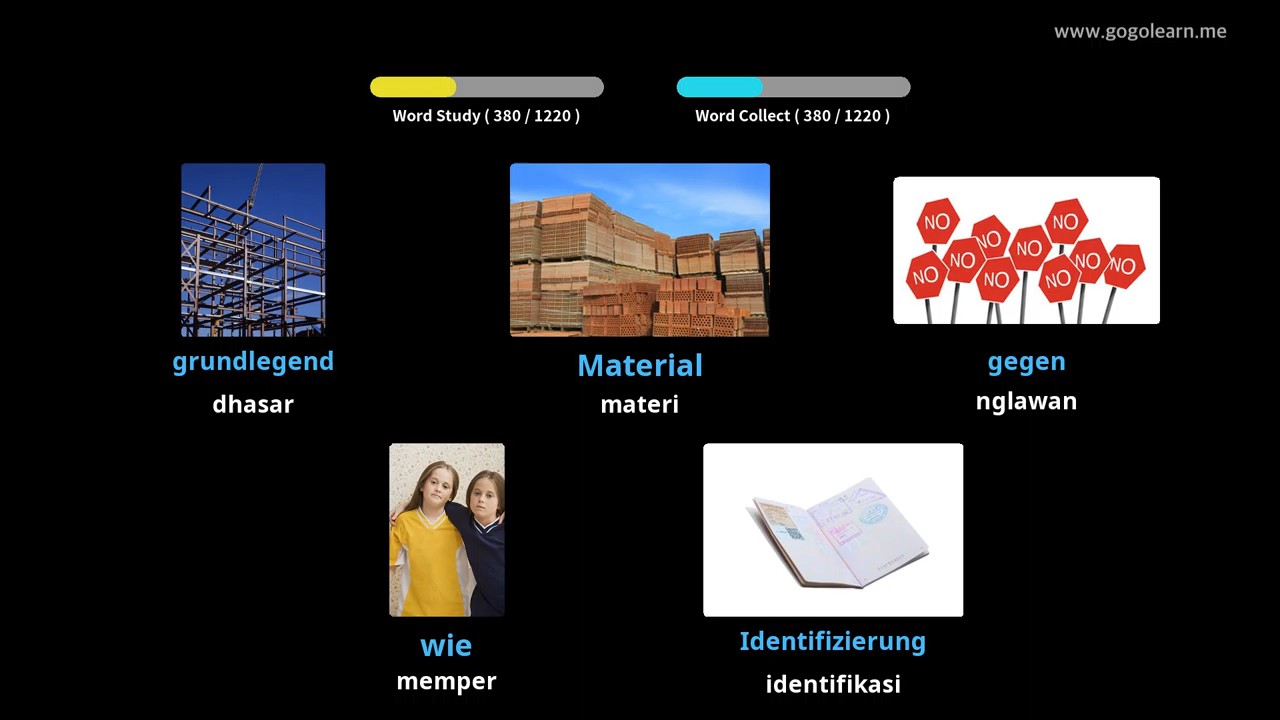 www.gogolearn.me
Word Study ( 380 / 1220 )
Word Collect ( 380 / 1220 )
NO
NO
NO
NO
NO
NO
NO
NO
NO
NO
grundlegend
Material
gegen
dhasar
materi
nglawan
wie
Identifizierung
memper
identifikasi